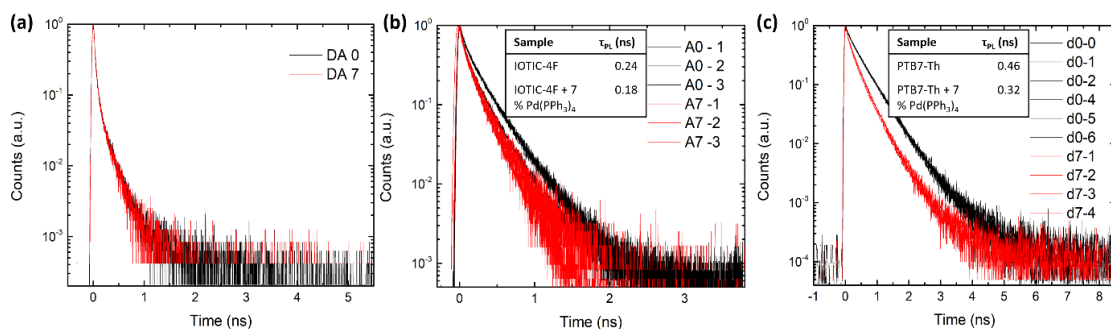 (a)
DA 0
DA 7
Counts (a.u.)
10⁰
10⁻¹
10⁻²
10⁻³
0 1 2 3 4 5
Time (ns)
(b)
Sample τPL (ns)
IOTIC-4F 0.24
IOTIC-4F + 7 0.18
% Pd(PPh₃)₄
A0 - 1
A0 - 2
A0 - 3
A7 -1
A7 -2
A7 -3
Counts (a.u.)
10⁰
10⁻¹
10⁻²
10⁻³
0 1 2 3
Time (ns)
(c)
Sample τPL (ns)
PTB7-Th 0.46
PTB7-Th + 7 0.32
% Pd(PPh₃)₄
d0-0
d0-1
d0-2
d0-4
d0-5
d0-6
d7-1
d7-2
d7-3
d7-4
Counts (a.u.)
10⁰
10⁻¹
10⁻²
10⁻³
10⁻⁴
-1 0 1 2 3 4 5 6 7 8
Time (ns)